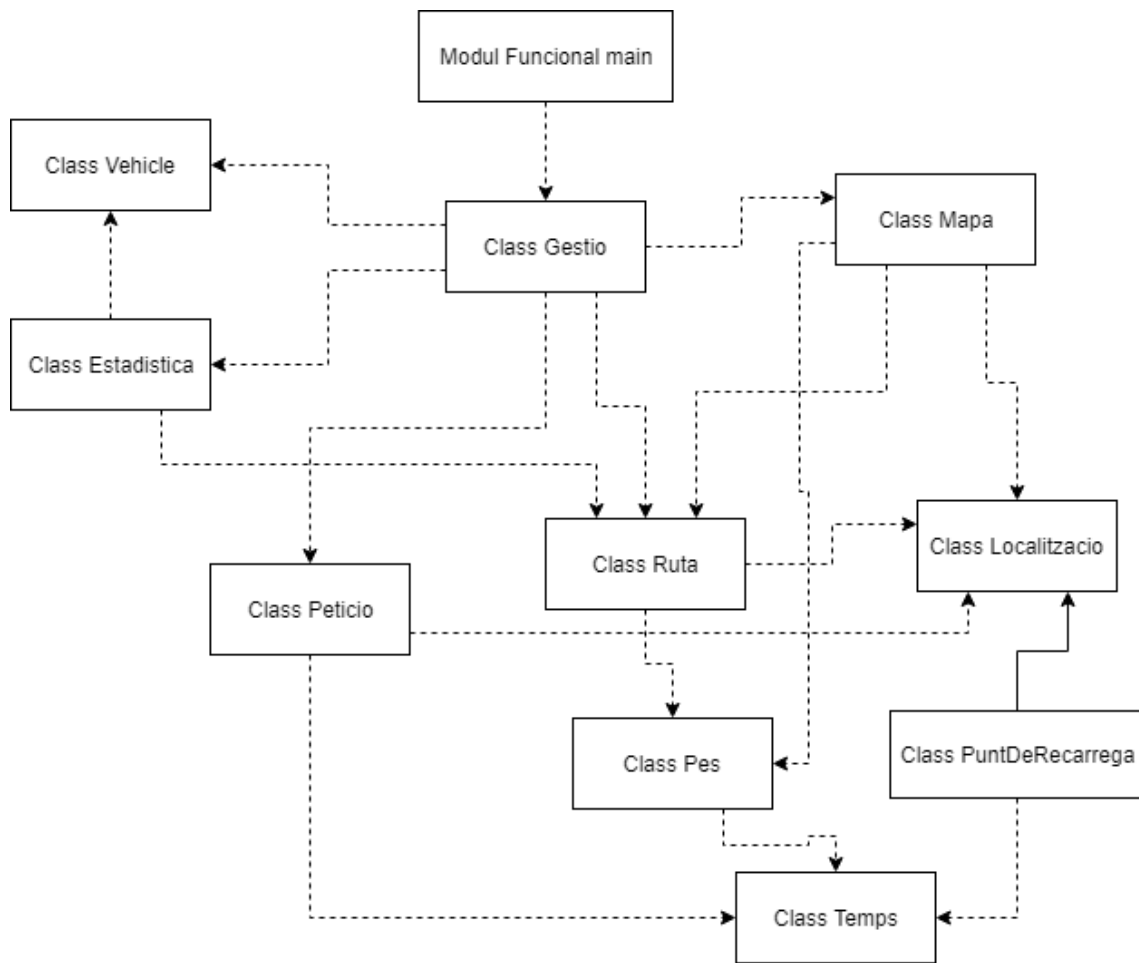 Modul Funcional main
Class Vehicle
Class Mapa
Class Gestio
Class Estadistica
Class Localitzacio
Class Ruta
Class Peticio
Class PuntDeRecarrega
Class Pes
Class Temps